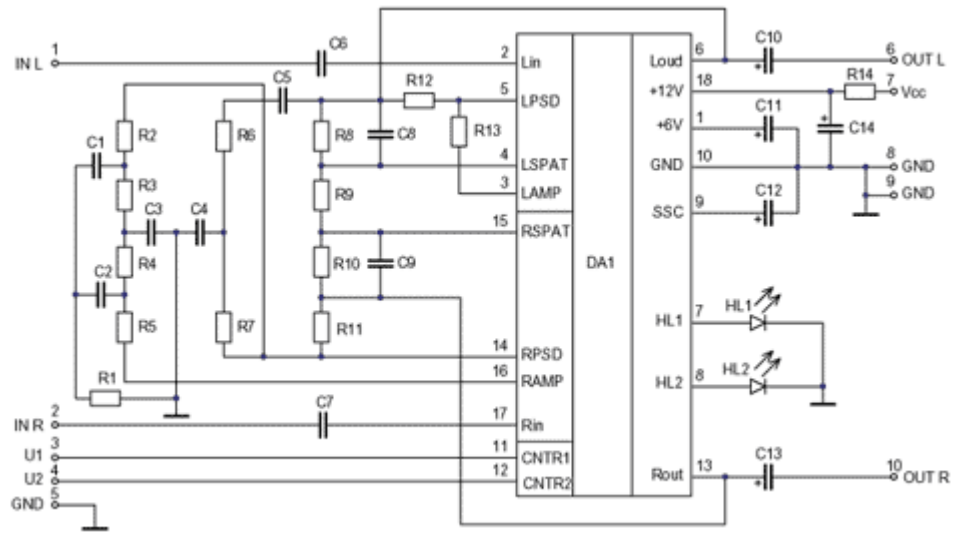 C6
C10
1
2
6
6
IN L
Lin
Loud
OUT L
C5
R12
R14
5
18
7
LPSD
+12V
Vcc
C11
R2
R6
R8
C8
R13
1
+6V
C14
C1
4
10
8
LSPAT
GND
GND
3
9
R3
LAMP
GND
C12
C3
C4
R9
15
9
RSPAT
SSC
C2
R4
R10
C9
DA1
HL1
7
HL1
R5
R7
R11
14
RPSD
HL2
8
HL2
R1
16
RAMP
C7
2
17
IN R
Rin
3
11
C13
U1
CNTR1
4
12
13
10
U2
CNTR2
Rout
OUT R
5
GND